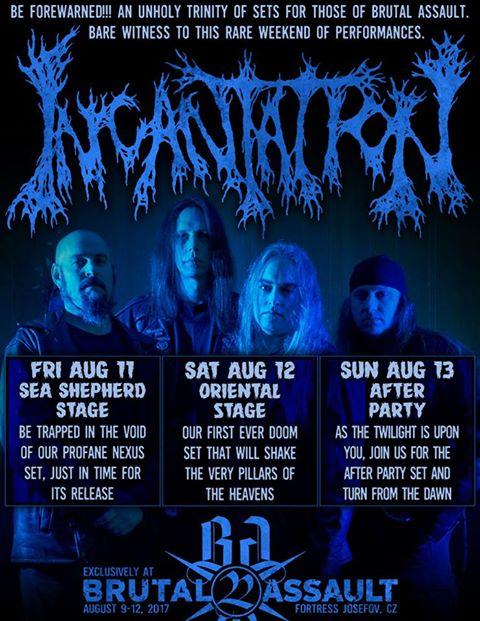 BE FOREWARNED!!! AN UNHOLY TRINITY OF SETS FOR THOSE OF BRUTAL ASSAULT.
BARE WITNESS TO THIS RARE WEEKEND OF PERFORMANCES.
INCANTATION
FRI AUG 11
SEA SHEPHERD
STAGE
BE TRAPPED IN THE VOID
OF OUR PROFANE NEXUS
SET, JUST IN TIME FOR
ITS RELEASE
SAT AUG 12
ORIENTAL
STAGE
OUR FIRST EVER DOOM
SET THAT WILL SHAKE
THE VERY PILLARS OF
THE HEAVENS
SUN AUG 13
AFTER
PARTY
AS THE TWILIGHT IS UPON
YOU, JOIN US FOR THE
AFTER PARTY SET AND
TURN FROM THE DAWN
BA
EXCLUSIVELY AT
BRUTAL ASSAULT
AUGUST 9-12, 2017
FORTRESS JOSEFOV, CZ